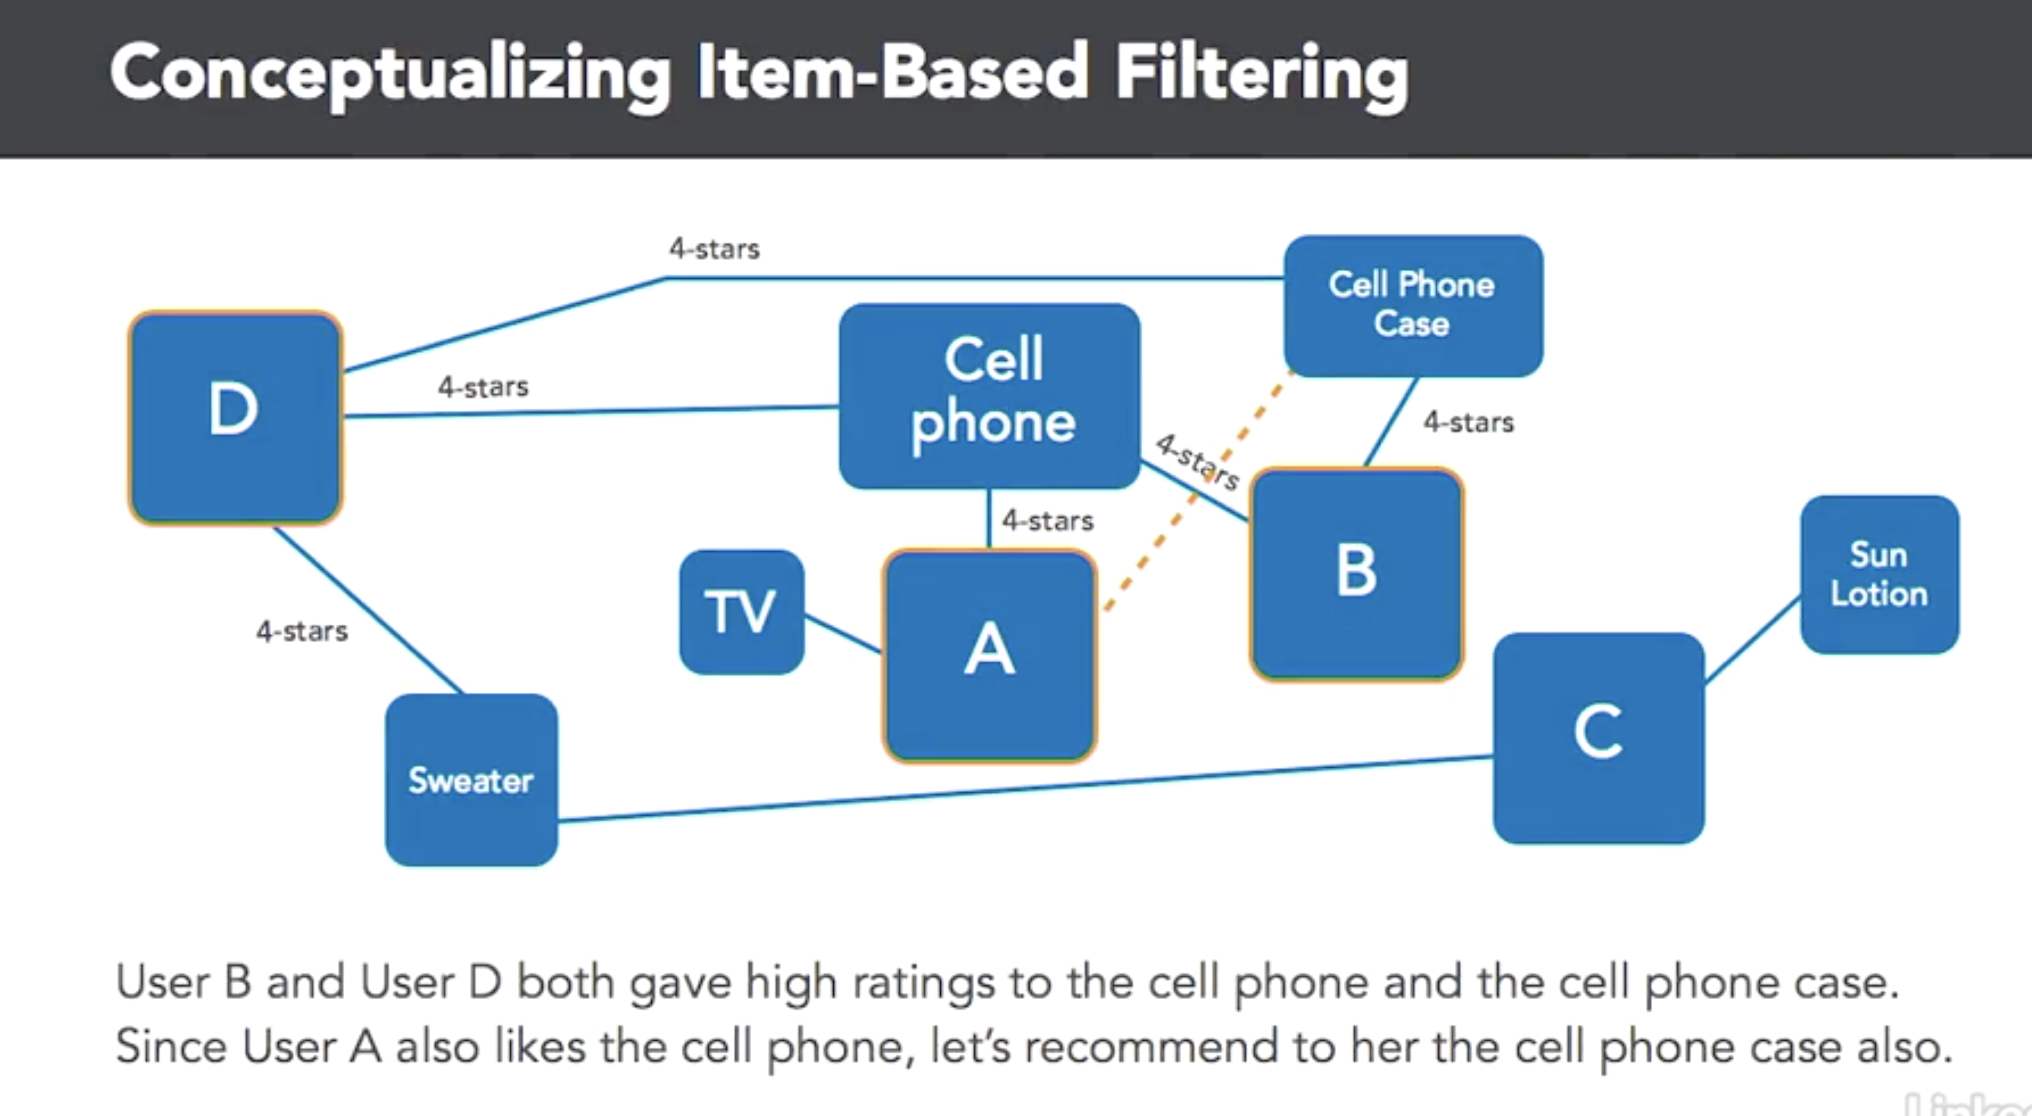 Conceptualizing Item-Based Filtering
4-stars
Cell Phone
Case
D
4-stars
Cell
phone
4-stars
4-stars
4-stars
B
Sun
Lotion
TV
A
4-stars
C
Sweater
User B and User D both gave high ratings to the cell phone and the cell phone case.
Since User A also likes the cell phone, let's recommend to her the cell phone case also.